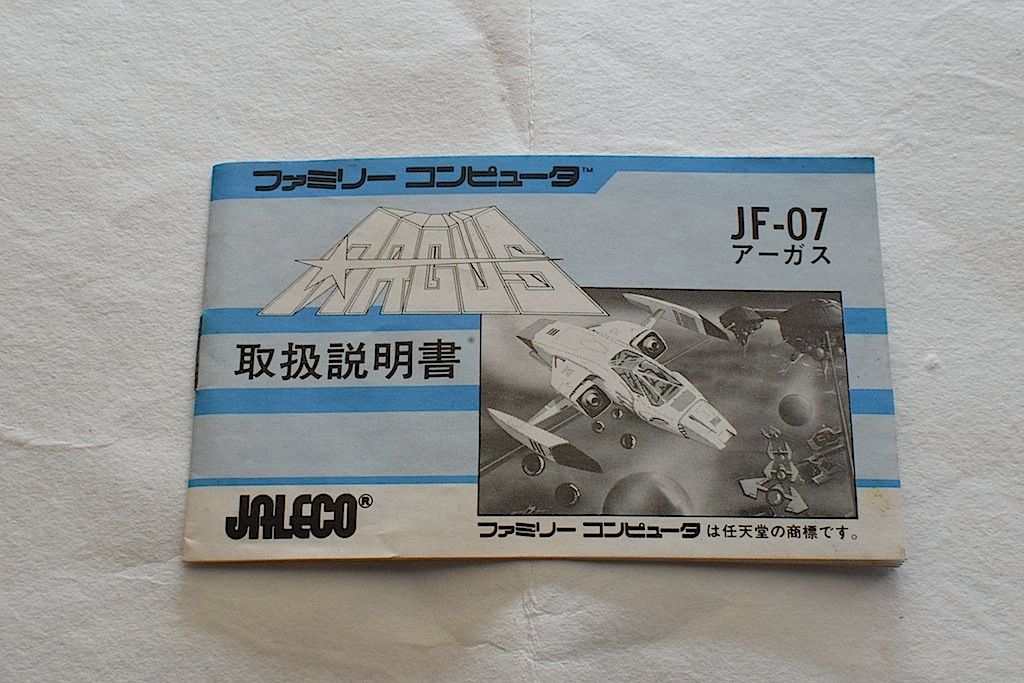 ファミリー コンピュータ™
ARGUS
JF-07
アーガス
取扱説明書
JALECO®
ファミリー コンピュータは任天堂の商標です。